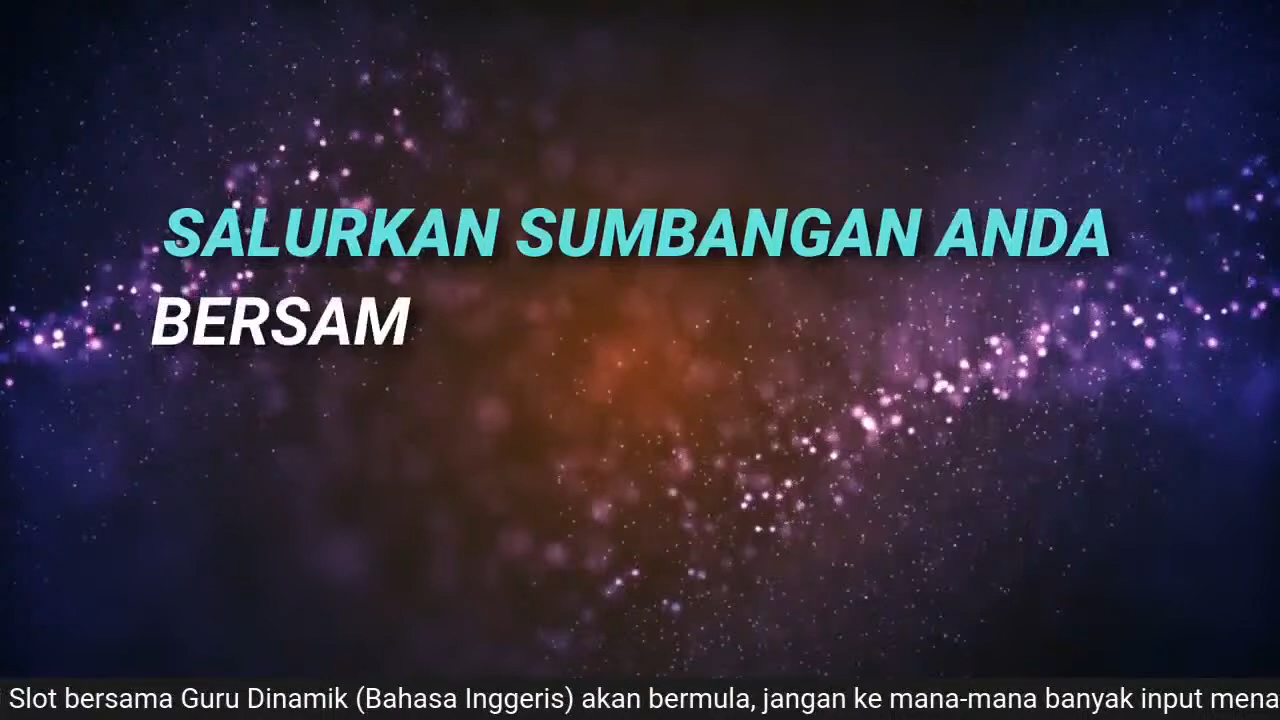 SALURKAN SUMBANGAN ANDA
BERSAM
Slot bersama Guru Dinamik (Bahasa Inggeris) akan bermula, jangan ke mana-mana banyak input mena